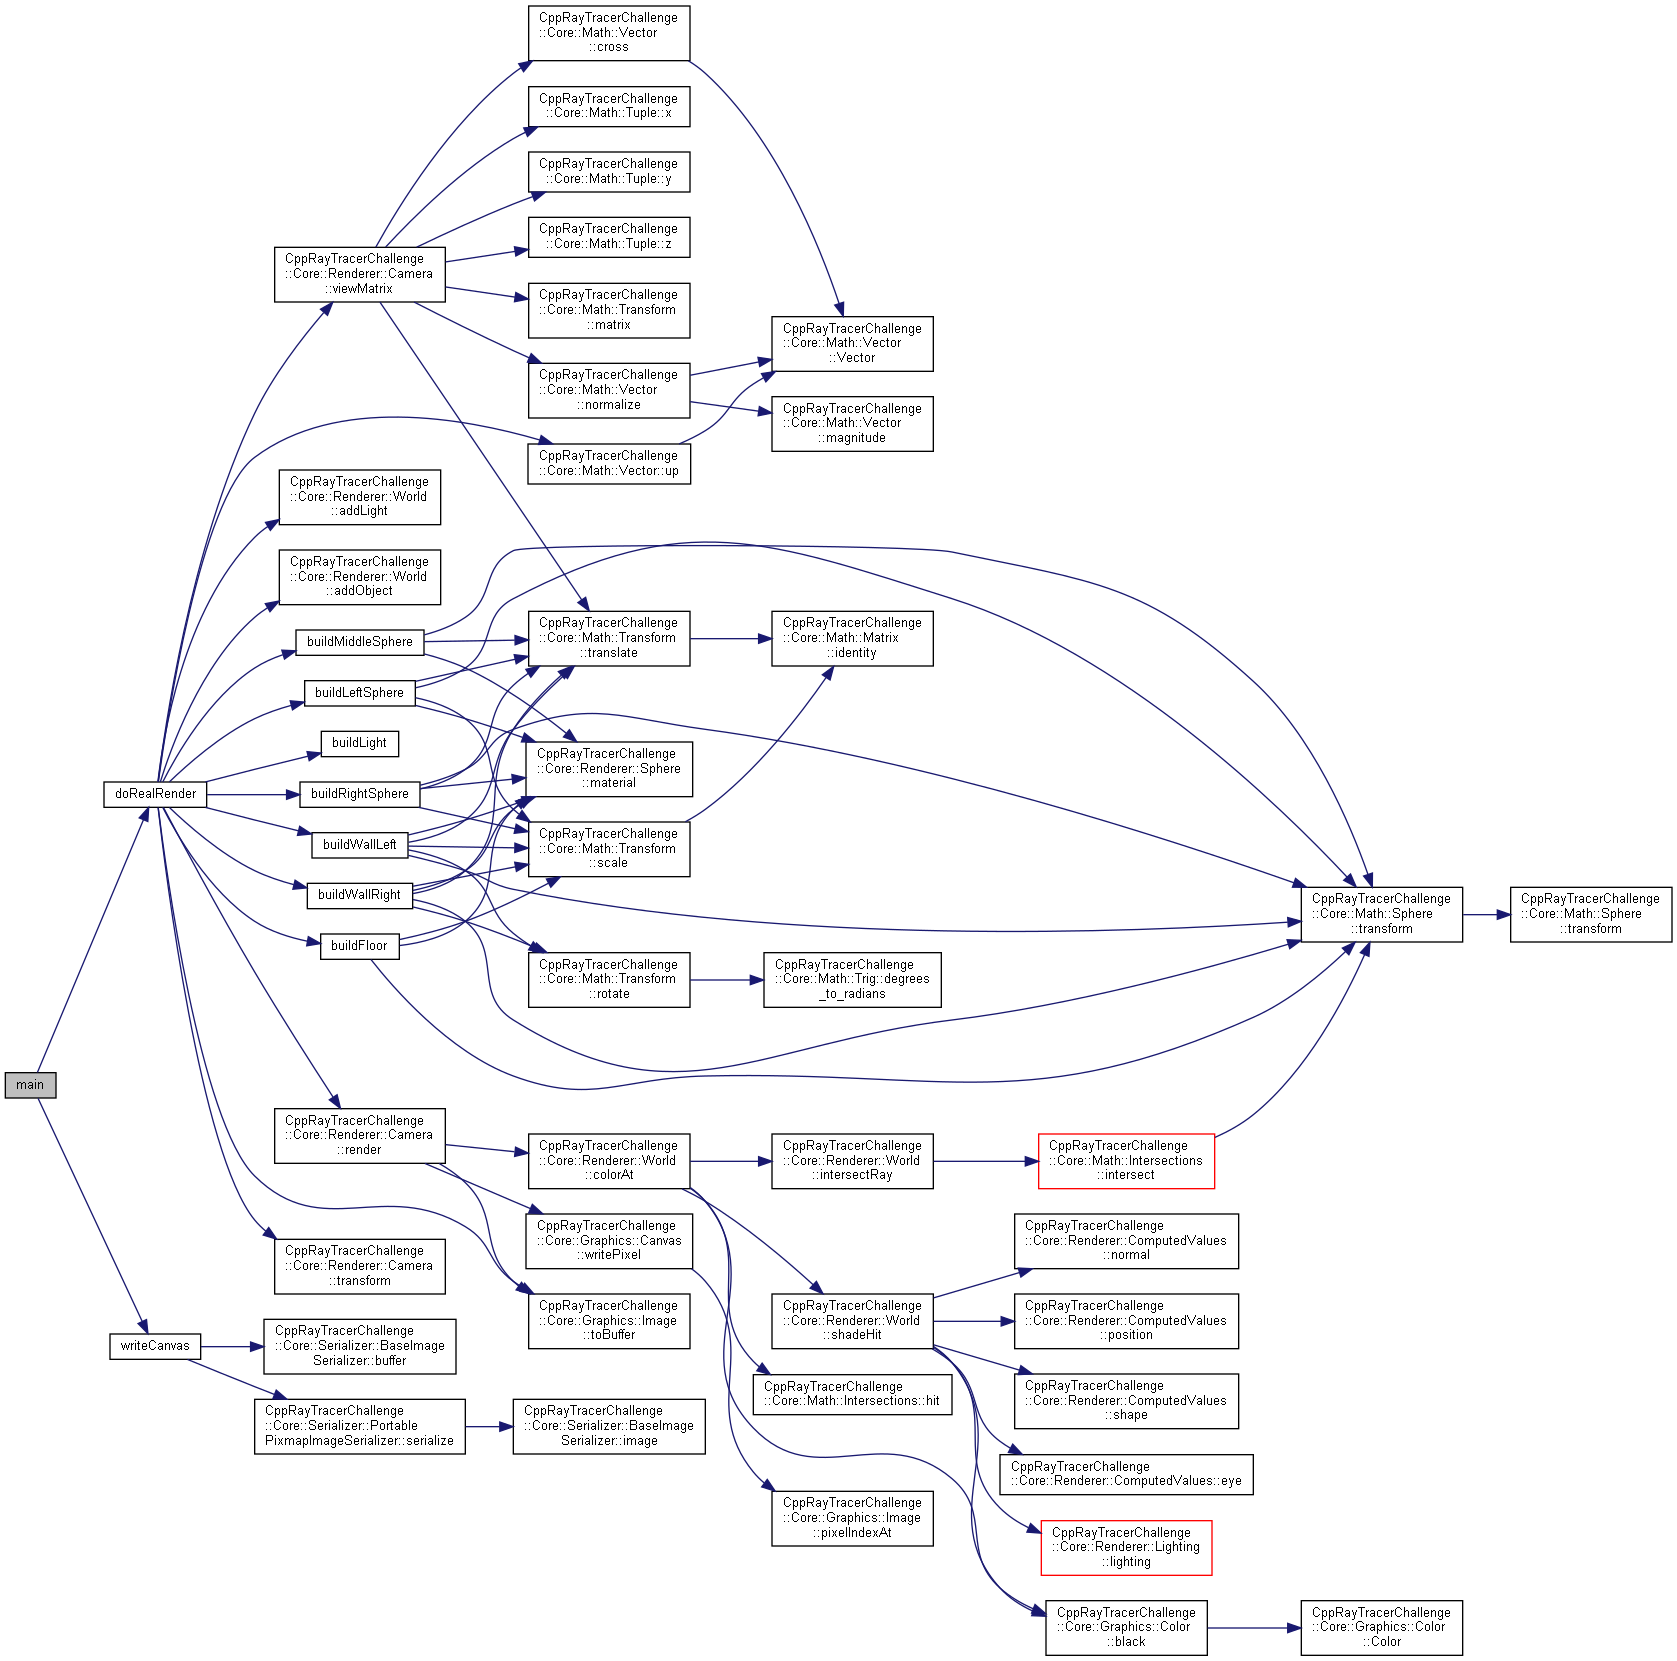 main
doRealRender
writeCanvas
CppRayTracerChallenge
::Core::Renderer::Camera
::viewMatrix
CppRayTracerChallenge
::Core::Renderer::World
::addLight
CppRayTracerChallenge
::Core::Renderer::World
::addObject
buildMiddleSphere
buildLeftSphere
buildLight
buildRightSphere
buildWallLeft
buildWallRight
buildFloor
CppRayTracerChallenge
::Core::Renderer::Camera
::render
CppRayTracerChallenge
::Core::Renderer::Camera
::transform
CppRayTracerChallenge
::Core::Serializer::BaseImage
Serializer::buffer
CppRayTracerChallenge
::Core::Serializer::Portable
PixmapImageSerializer::serialize
CppRayTracerChallenge
::Core::Math::Vector
::cross
CppRayTracerChallenge
::Core::Math::Tuple::x
CppRayTracerChallenge
::Core::Math::Tuple::y
CppRayTracerChallenge
::Core::Math::Tuple::z
CppRayTracerChallenge
::Core::Math::Transform
::matrix
CppRayTracerChallenge
::Core::Math::Vector
::normalize
CppRayTracerChallenge
::Core::Math::Vector::up
CppRayTracerChallenge
::Core::Math::Transform
::translate
CppRayTracerChallenge
::Core::Renderer::Sphere
::material
CppRayTracerChallenge
::Core::Math::Transform
::scale
CppRayTracerChallenge
::Core::Math::Transform
::rotate
CppRayTracerChallenge
::Core::Renderer::World
::colorAt
CppRayTracerChallenge
::Core::Graphics::Canvas
::writePixel
CppRayTracerChallenge
::Core::Graphics::Image
::toBuffer
CppRayTracerChallenge
::Core::Serializer::BaseImage
Serializer::image
CppRayTracerChallenge
::Core::Math::Vector
::Vector
CppRayTracerChallenge
::Core::Math::Vector
::magnitude
CppRayTracerChallenge
::Core::Math::Matrix
::identity
CppRayTracerChallenge
::Core::Math::Trig::degrees
_to_radians
CppRayTracerChallenge
::Core::Renderer::World
::intersectRay
CppRayTracerChallenge
::Core::Renderer::World
::shadeHit
CppRayTracerChallenge
::Core::Math::Intersections::hit
CppRayTracerChallenge
::Core::Graphics::Image
::pixelIndexAt
CppRayTracerChallenge
::Core::Math::Intersections
::intersect
CppRayTracerChallenge
::Core::Renderer::ComputedValues
::normal
CppRayTracerChallenge
::Core::Renderer::ComputedValues
::position
CppRayTracerChallenge
::Core::Renderer::ComputedValues
::shape
CppRayTracerChallenge
::Core::Renderer::ComputedValues::eye
CppRayTracerChallenge
::Core::Renderer::Lighting
::lighting
CppRayTracerChallenge
::Core::Graphics::Color
::black
CppRayTracerChallenge
::Core::Math::Sphere
::transform
CppRayTracerChallenge
::Core::Graphics::Color
::Color
CppRayTracerChallenge
::Core::Math::Sphere
::transform